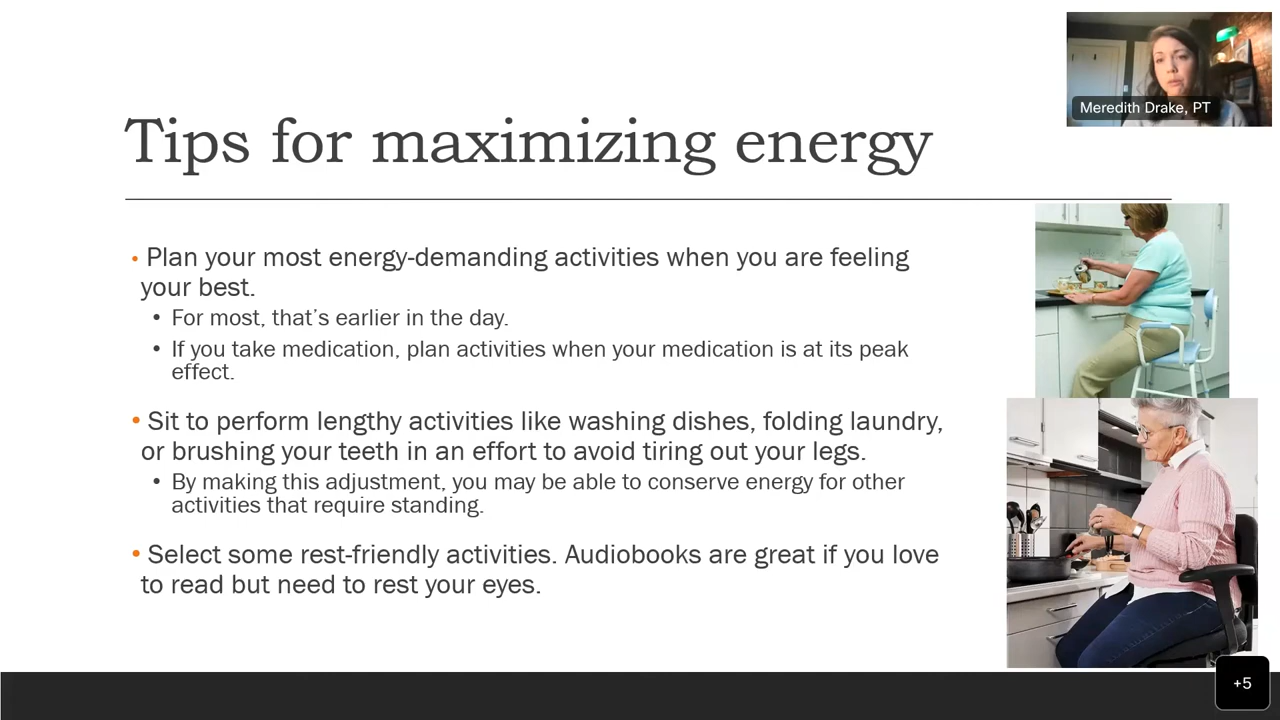 Meredith Drake, PT
Tips for maximizing energy
• Plan your most energy-demanding activities when you are feeling
your best.
• For most, that’s earlier in the day.
• If you take medication, plan activities when your medication is at its peak
effect.
• Sit to perform lengthy activities like washing dishes, folding laundry,
or brushing your teeth in an effort to avoid tiring out your legs.
• By making this adjustment, you may be able to conserve energy for other
activities that require standing.
• Select some rest-friendly activities. Audiobooks are great if you love
to read but need to rest your eyes.
+5